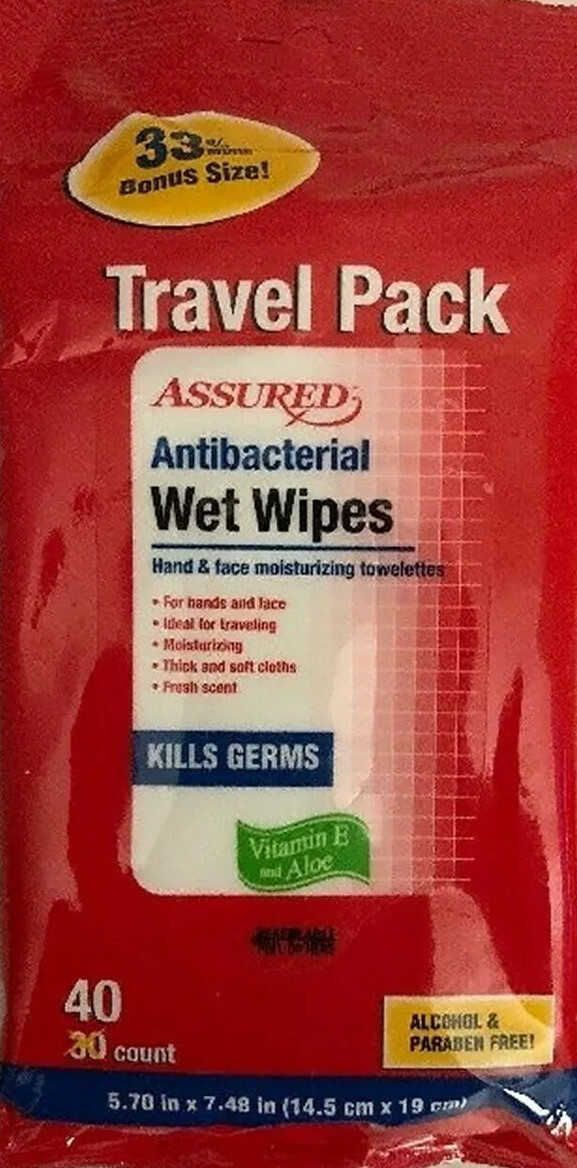 33%
Bonus Size!
Travel Pack
ASSURED
Antibacterial
Wet Wipes
Hand & face moisturizing towelettes
• For hands and face
• Ideal for traveling
• Moisturizing
• Thick and soft cloths
• Fresh scent
KILLS GERMS
Vitamin E
and Aloe
40
30 count
ALCOHOL &
PARABEN FREE!
5.70 in x 7.48 in (14.5 cm x 19 cm)